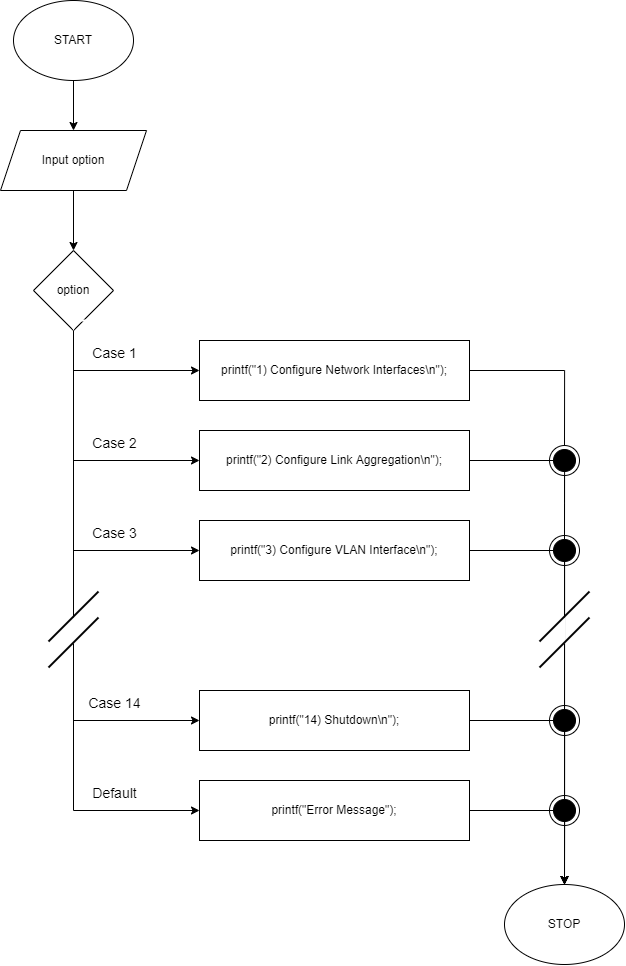 START
Input option
option
Case 1
printf("1) Configure Network Interfaces\n");
Case 2
printf("2) Configure Link Aggregation\n");
Case 3
printf("3) Configure VLAN Interface\n");
Case 14
printf("14) Shutdown\n");
Default
printf("Error Message");
STOP